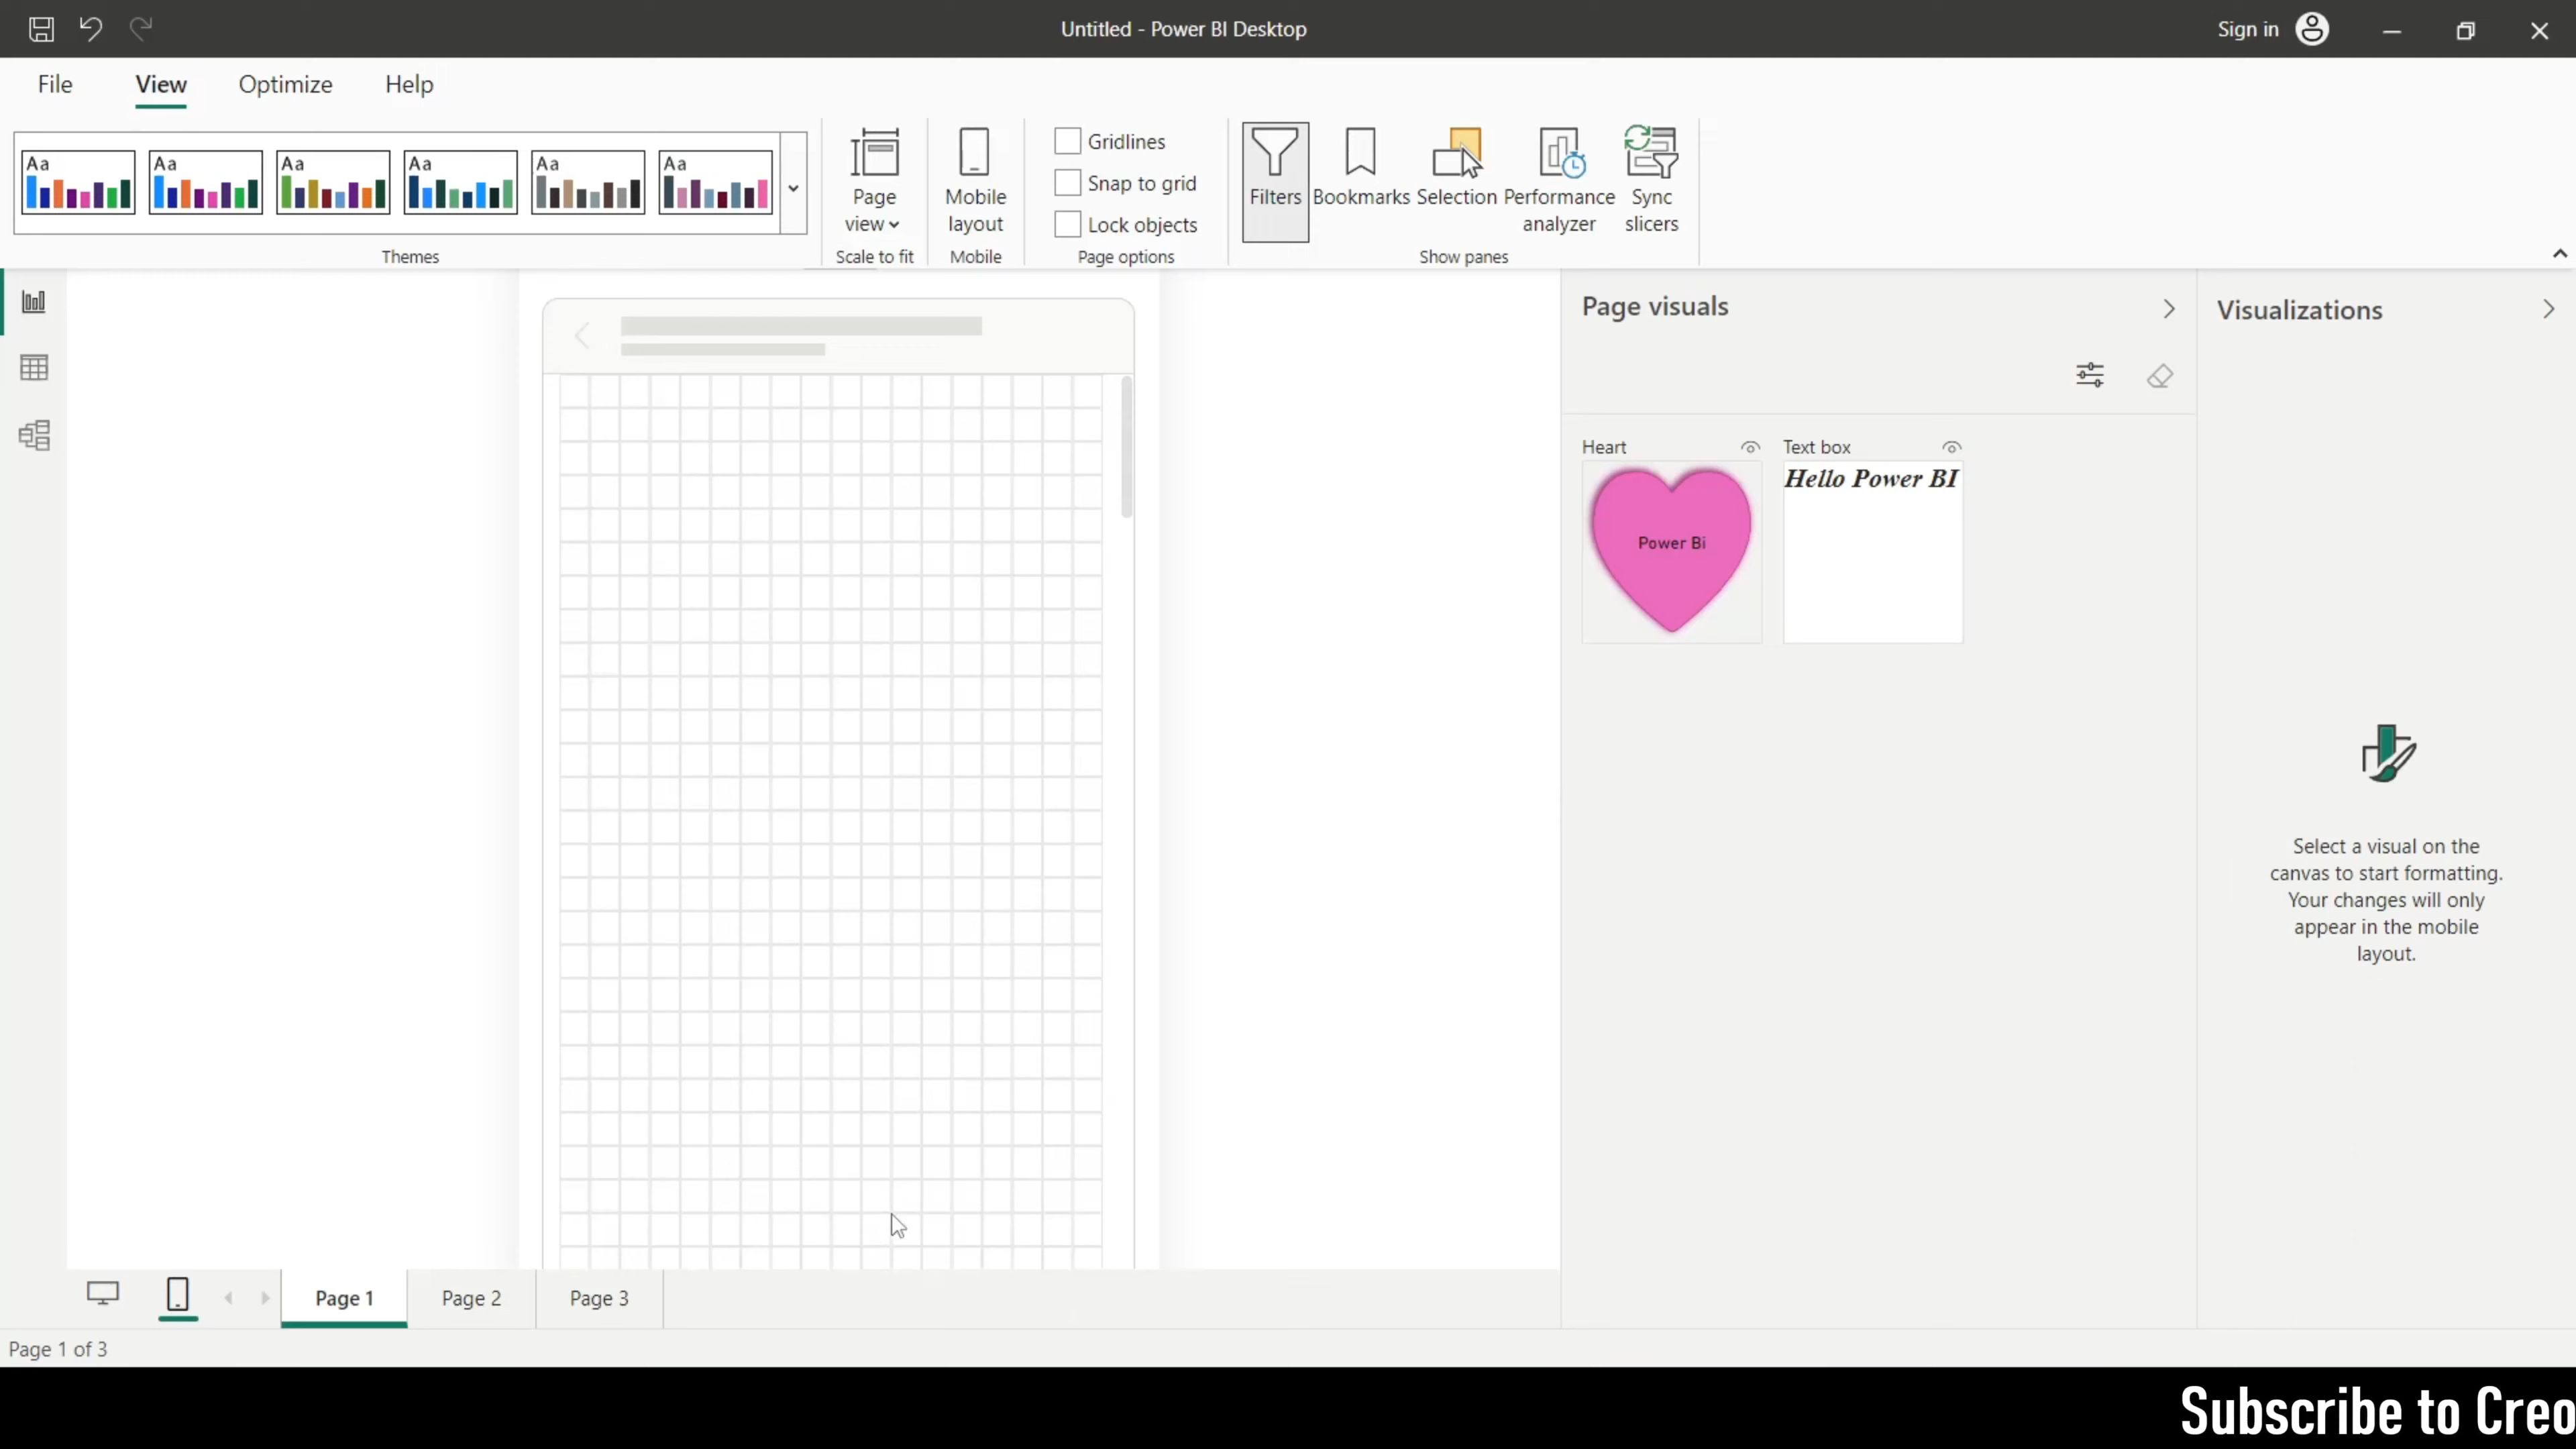 Untitled - Power BI Desktop
Sign in
File View Optimize Help
Aa Aa Aa Aa Aa Aa
Page view
Mobile layout
Gridlines
Snap to grid
Lock objects
Filters
Bookmarks
Selection
Performance analyzer
Sync slicers
Themes
Scale to fit
Mobile
Page options
Show panes
Page visuals
Visualizations
Heart
Text box
Hello Power BI
Power Bi
Select a visual on the
canvas to start formatting.
Your changes will only
appear in the mobile
layout.
Page 1 Page 2 Page 3
Page 1 of 3
Subscribe to Creo